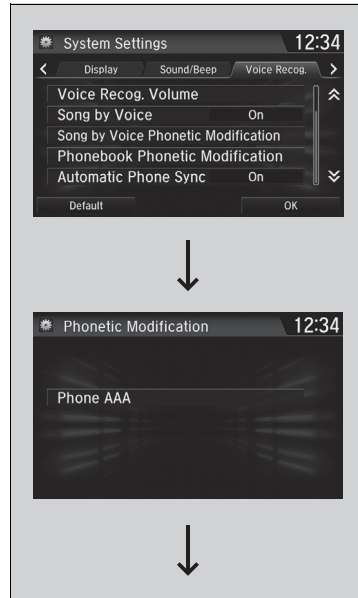 System Settings 12:34
< Display Sound/Beep Voice Recog. >
Voice Recog. Volume
Song by Voice On
Song by Voice Phonetic Modification
Phonebook Phonetic Modification
Automatic Phone Sync On
Default OK
Phonetic Modification 12:34
Phone AAA